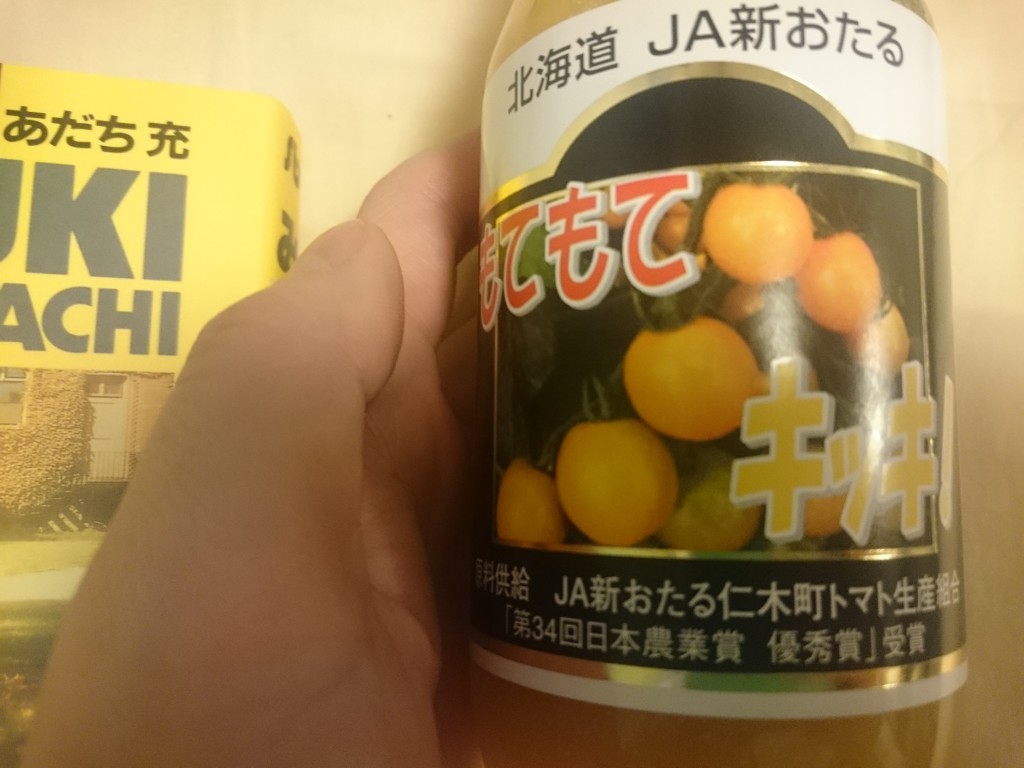 あだち 充
UKI
ACHI
北海道 JA新おたる
もてもて
キッキ
原料供給 JA新おたる仁木町トマト生産組合
「第34回日本農業賞 優秀賞」受賞